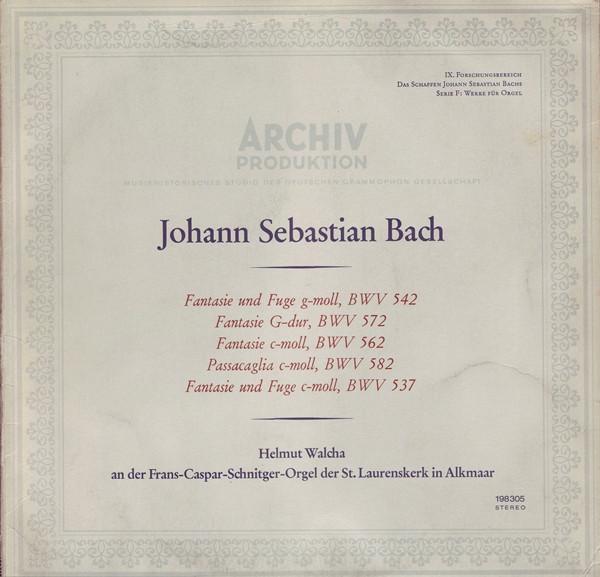 IX. Forschungsbereich
Das Schaffen Johann Sebastian Bachs
Serie F: Werke für Orgel
ARCHIV
PRODUKTION
MUSIKHISTORISCHES STUDIO DER DEUTSCHEN GRAMMOPHON GESELLSCHAFT
Johann Sebastian Bach
Fantasie und Fuge g-moll, BWV 542
Fantasie G-dur, BWV 572
Fantasie c-moll, BWV 562
Passacaglia c-moll, BWV 582
Fantasie und Fuge c-moll, BWV 537
Helmut Walcha
an der Frans-Caspar-Schnitger-Orgel der St. Laurenskerk in Alkmaar
198305
STEREO